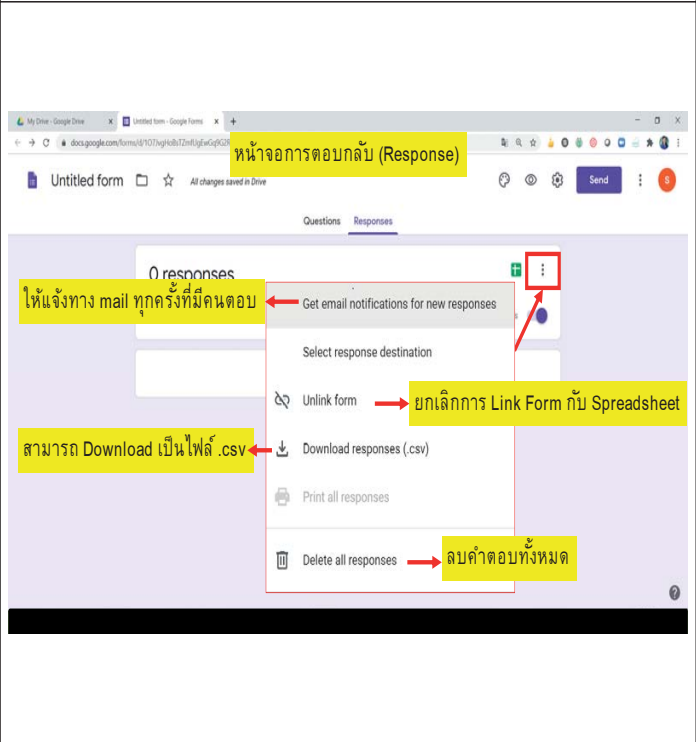 My Drive - Google Drive
Untitled form - Google Forms
หน้าจอการตอบกลับ (Response)
Untitled form
All changes saved in Drive
Send
S
Questions Responses
0 responses
ให้แจ้งทาง mail ทุกครั้งที่มีคนตอบ
Get email notifications for new responses
Select response destination
Unlink form
ยกเลิกการ Link Form กับ Spreadsheet
สามารถ Download เป็นไฟล์ .csv
Download responses (.csv)
Print all responses
Delete all responses
ลบคำตอบทั้งหมด